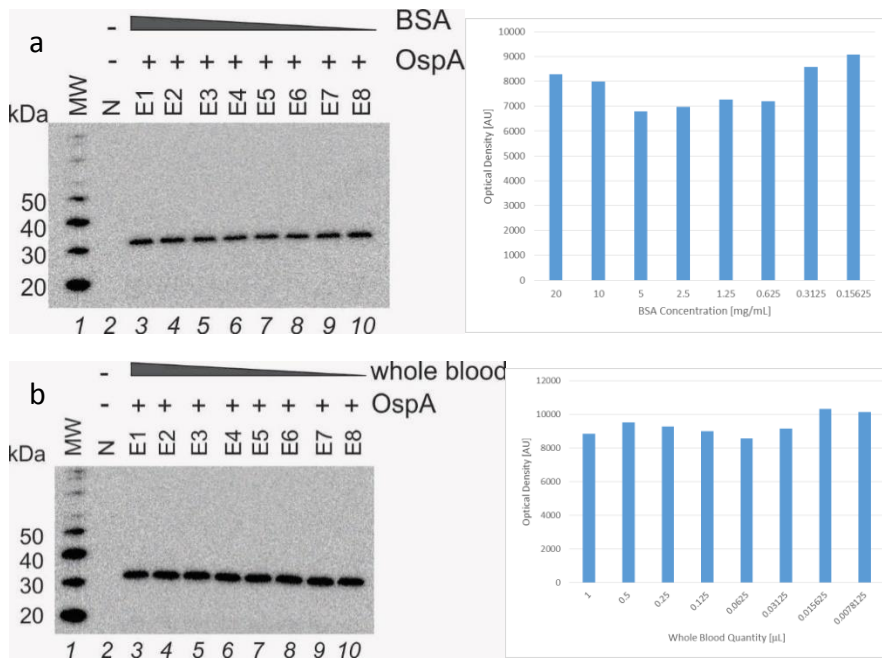 a
- BSA
- + + + + + + + + OspA
kDa MW N E1 E2 E3 E4 E5 E6 E7 E8
50
40
30
20
1 2 3 4 5 6 7 8 9 10
10000
9000
8000
7000
6000
5000
4000
3000
2000
1000
0
Optical Density [AU]
20 10 5 2.5 1.25 0.625 0.3125 0.15625
BSA Concentration [mg/mL]
b
- whole blood
- + + + + + + + + OspA
kDa MW N E1 E2 E3 E4 E5 E6 E7 E8
50
40
30
20
1 2 3 4 5 6 7 8 9 10
12000
10000
8000
6000
4000
2000
0
Optical Density [AU]
1 0.5 0.25 0.125 0.0625 0.03125 0.015625 0.0078125
Whole Blood Quantity [µL]